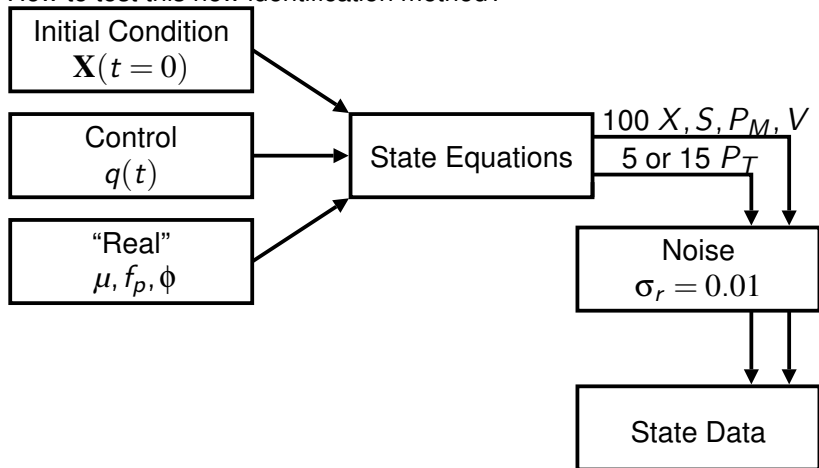 How to test this new identification method?
Initial Condition
X(t = 0)
Control
q(t)
"Real"
μ, f_p, ϕ
State Equations
100 X, S, P_M, V
5 or 15 P_T
Noise
σ_r = 0.01
State Data